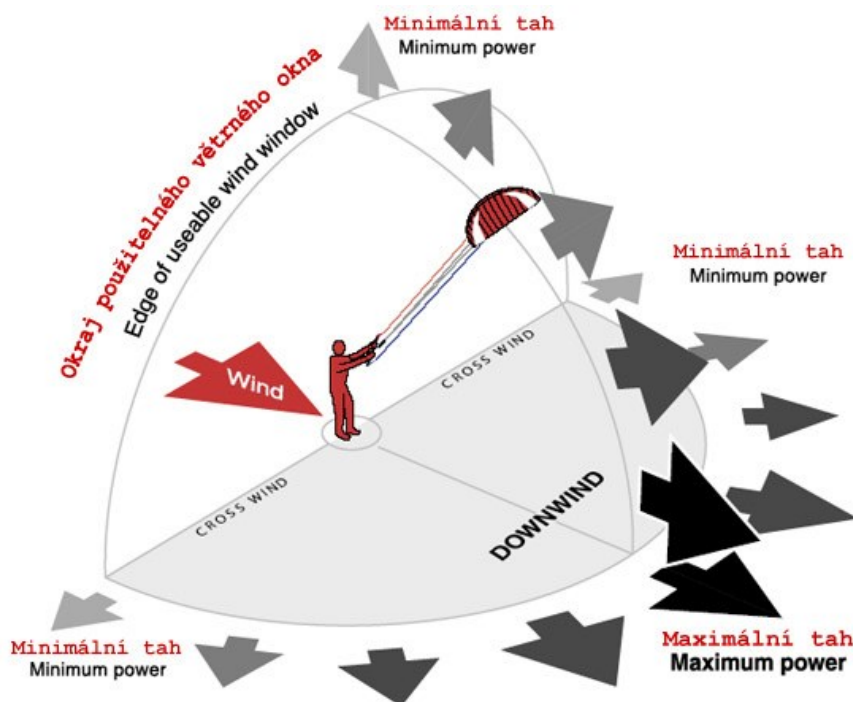 Minimální tah
Minimum power
Okraj použitelného větrného okna
Edge of useable wind window
Minimální tah
Minimum power
Wind
CROSS WIND
CROSS WIND
DOWNWIND
Minimální tah
Minimum power
Maximální tah
Maximum power